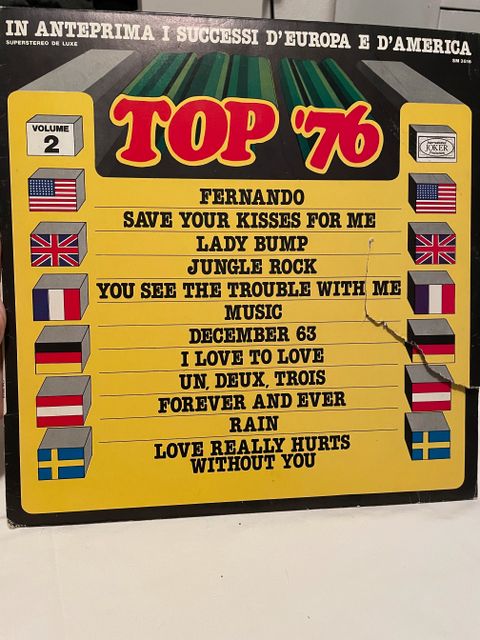 IN ANTEPRIMA I SUCCESSI D'EUROPA E D'AMERICA
SUPERSTEREO DE LUXE
SM 3616
TOP '76
VOLUME
2
JOKER
FERNANDO
SAVE YOUR KISSES FOR ME
LADY BUMP
JUNGLE ROCK
YOU SEE THE TROUBLE WITH ME
MUSIC
DECEMBER 63
I LOVE TO LOVE
UN, DEUX, TROIS
FOREVER AND EVER
RAIN
LOVE REALLY HURTS
WITHOUT YOU